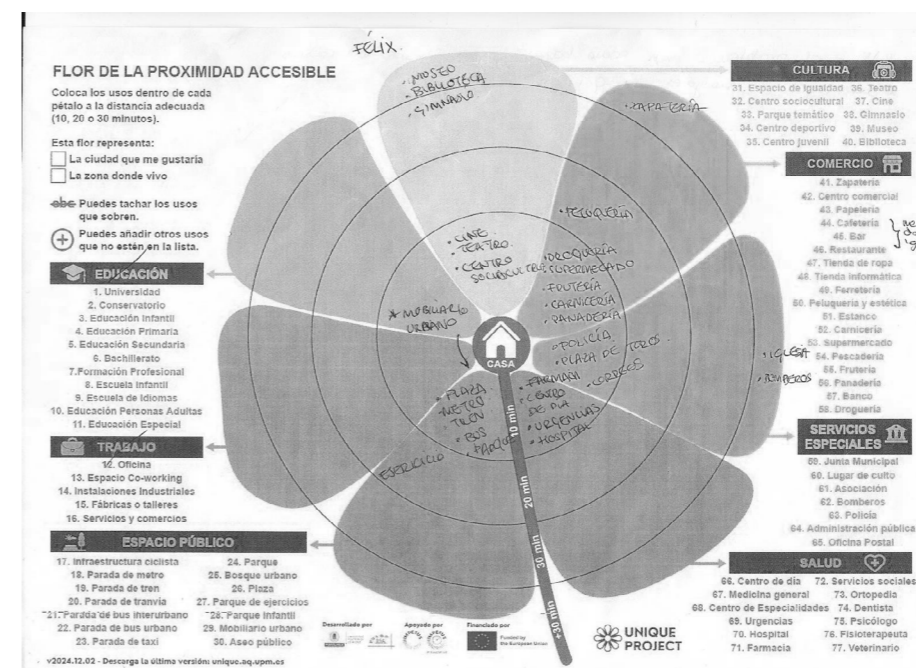 FÉLIX.
FLOR DE LA PROXIMIDAD ACCESIBLE
Coloca los usos dentro de cada
pétalo a la distancia adecuada
(10, 20 o 30 minutos).
Esta flor representa:
La ciudad que me gustaría
La zona donde vivo
abc Puedes tachar los usos
que sobren.
Puedes añadir otros usos
que no estén en la lista.
EDUCACIÓN
1. Universidad
2. Conservatorio
3. Educación Infantil
4. Educación Primaria
5. Educación Secundaria
6. Bachillerato
7.Formación Profesional
8. Escuela Infantil
9. Escuela de Idiomas
10. Educación Personas Adultas
11. Educación Especial
TRABAJO
12. Oficina
13. Espacio Co-working
14. Instalaciones Industriales
15. Fábricas o talleres
16. Servicios y comercios
ESPACIO PÚBLICO
17. Infraestructura ciclista
18. Parada de metro
19. Parada de tren
20. Parada de tranvía
21. Parada de bus interurbano
22. Parada de bus urbano
23. Parada de taxi
24. Parque
25. Bosque urbano
26. Plaza
27. Parque de ejercicios
28. Parque Infantil
29. Mobiliario urbano
30. Aseo público
v2024.12.02 - Descarga la última versión: unique.aq.upm.es
• MUSEO
• BIBLIOTECA
• GIMNASIO
• CINE
TEATRO.
• CENTRO
SOCIOCULTURAL
• ZAPATERÍA
• PELUQUERÍA
• DROGUERÍA
• SUPERMERCADO
• FRUTERÍA
• CARNICERÍA
• PANADERÍA
• POLICÍA
• PLAZA DE TOROS.
• CORREOS
• IGLESIA
• BOMBEROS
* MOBILIARIO
URBANO
CASA
• PLAZA
METRO
TREN
• BUS
• PARQUE
• FARMACIA
• CENTRO
DE DÍA
• URGENCIAS
• HOSPITAL
10 min
20 min
30 min
+30 min
Desarrollado por
Apoyado por
Financiado por
Funded by
the European Union
UNIQUE
PROJECT
CULTURA
31. Espacio de Igualdad
32. Centro sociocultural
33. Parque temático
34. Centro deportivo
35. Centro juvenil
36. Teatro
37. Cine
38. Gimnasio
39. Museo
40. Biblioteca
COMERCIO
41. Zapatería
42. Centro comercial
43. Papelería
44. Cafetería
45. Bar
46. Restaurante
47. Tienda de ropa
48. Tienda informática
49. Ferretería
50. Peluquería y estética
51. Estanco
52. Carnicería
53. Supermercado
54. Pescadería
55. Frutería
56. Panadería
57. Banco
58. Droguería
SERVICIOS
ESPECIALES
59. Junta Municipal
60. Lugar de culto
61. Asociación
62. Bomberos
63. Policía
64. Administración pública
65. Oficina Postal
SALUD
66. Centro de día
67. Medicina general
68. Centro de Especialidades
69. Urgencias
70. Hospital
71. Farmacia
72. Servicios sociales
73. Ortopedia
74. Dentista
75. Psicólogo
76. Fisioterapeuta
77. Veterinario